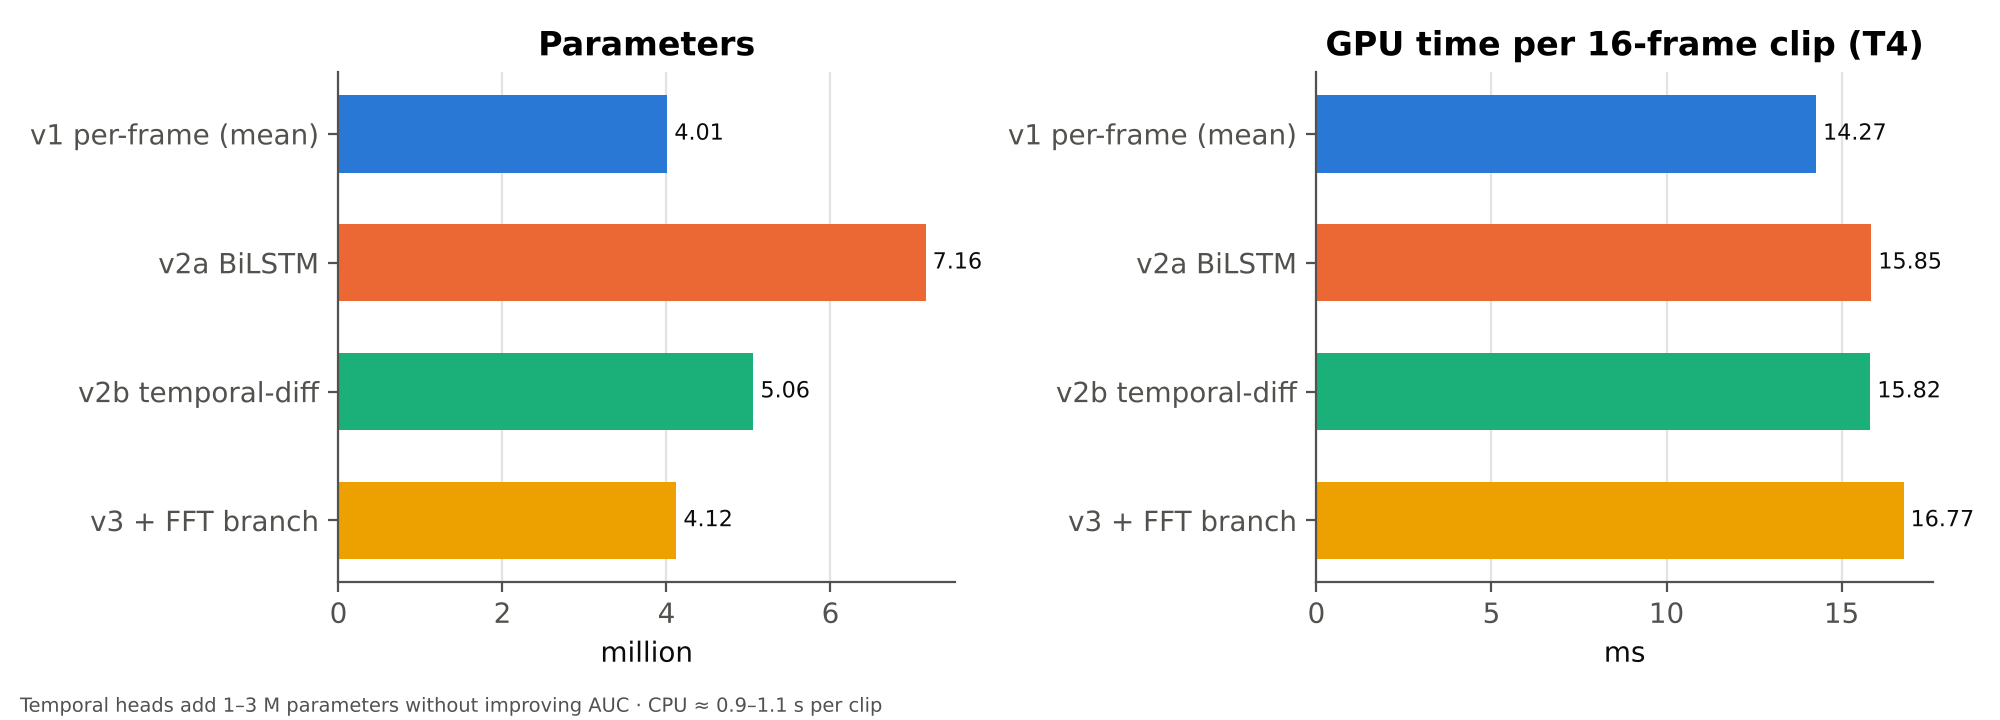 Parameters
v1 per-frame (mean)
4.01
v2a BiLSTM
7.16
v2b temporal-diff
5.06
v3 + FFT branch
4.12
0 2 4 6
million
GPU time per 16-frame clip (T4)
v1 per-frame (mean)
14.27
v2a BiLSTM
15.85
v2b temporal-diff
15.82
v3 + FFT branch
16.77
0 5 10 15
ms
Temporal heads add 1–3 M parameters without improving AUC · CPU ≈ 0.9–1.1 s per clip